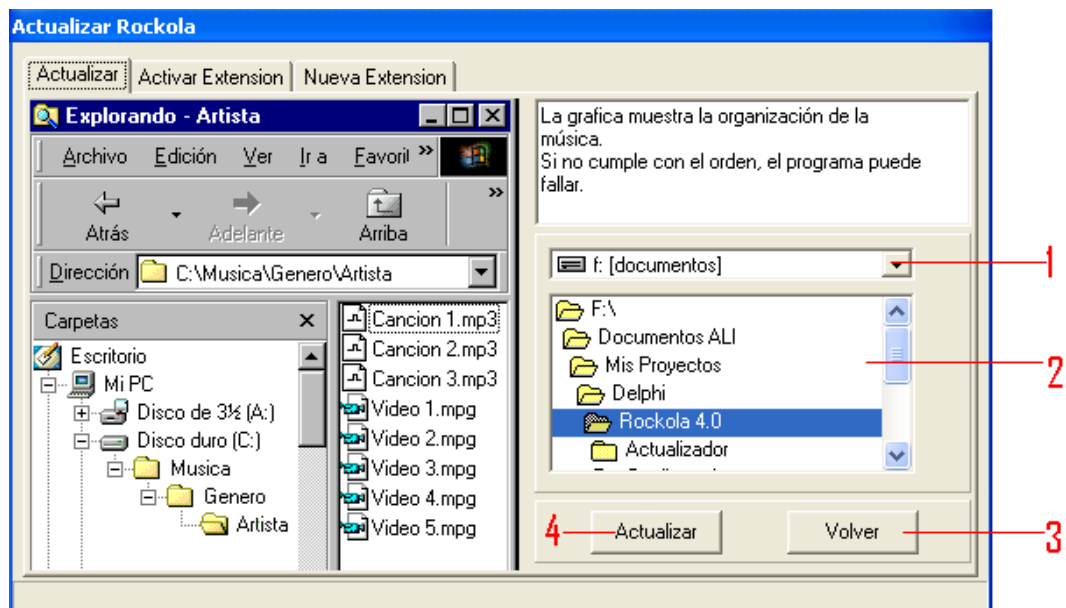 Actualizar Rockola
Actualizar
Activar Extension
Nueva Extension
Explorando - Artista
Archivo Edición Ver Ir a Favorit »
Atrás
Adelante
Arriba
»
Dirección C:\Musica\Genero\Artista
Carpetas
Escritorio
Mi PC
Disco de 3½ (A:)
Disco duro (C:)
Musica
Genero
Artista
Cancion 1.mp3
Cancion 2.mp3
Cancion 3.mp3
Video 1.mpg
Video 2.mpg
Video 3.mpg
Video 4.mpg
Video 5.mpg
La grafica muestra la organización de la
música.
Si no cumple con el orden, el programa puede
fallar.
f: [documentos]
1
F:\
Documentos ALI
Mis Proyectos
Delphi
Rockola 4.0
Actualizador
2
4
Actualizar
Volver
3